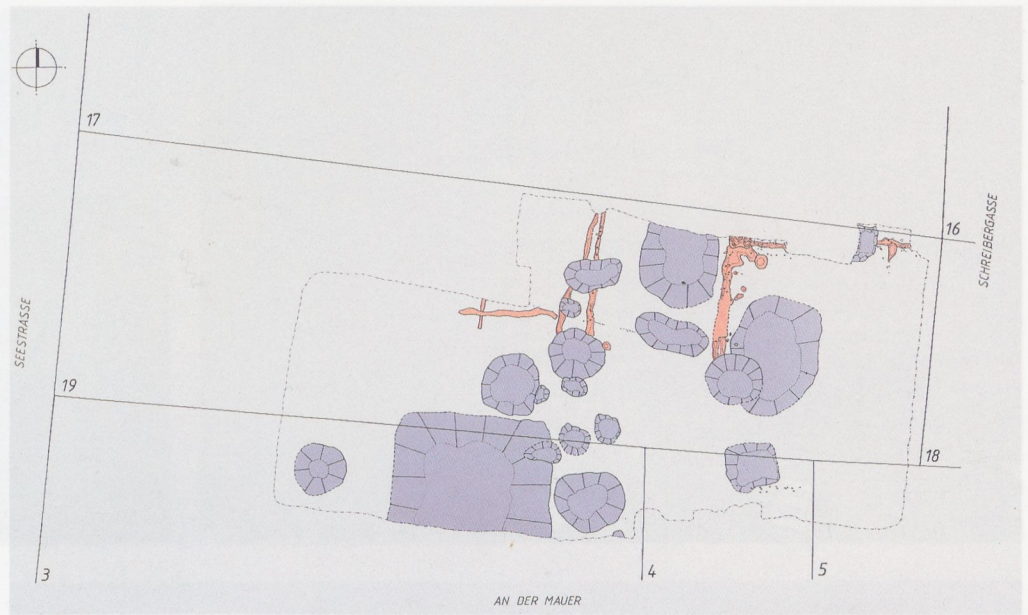 17
16
SCHREIBERGASSE
SEESTRASSE
19
18
3
4
5
AN DER MAUER